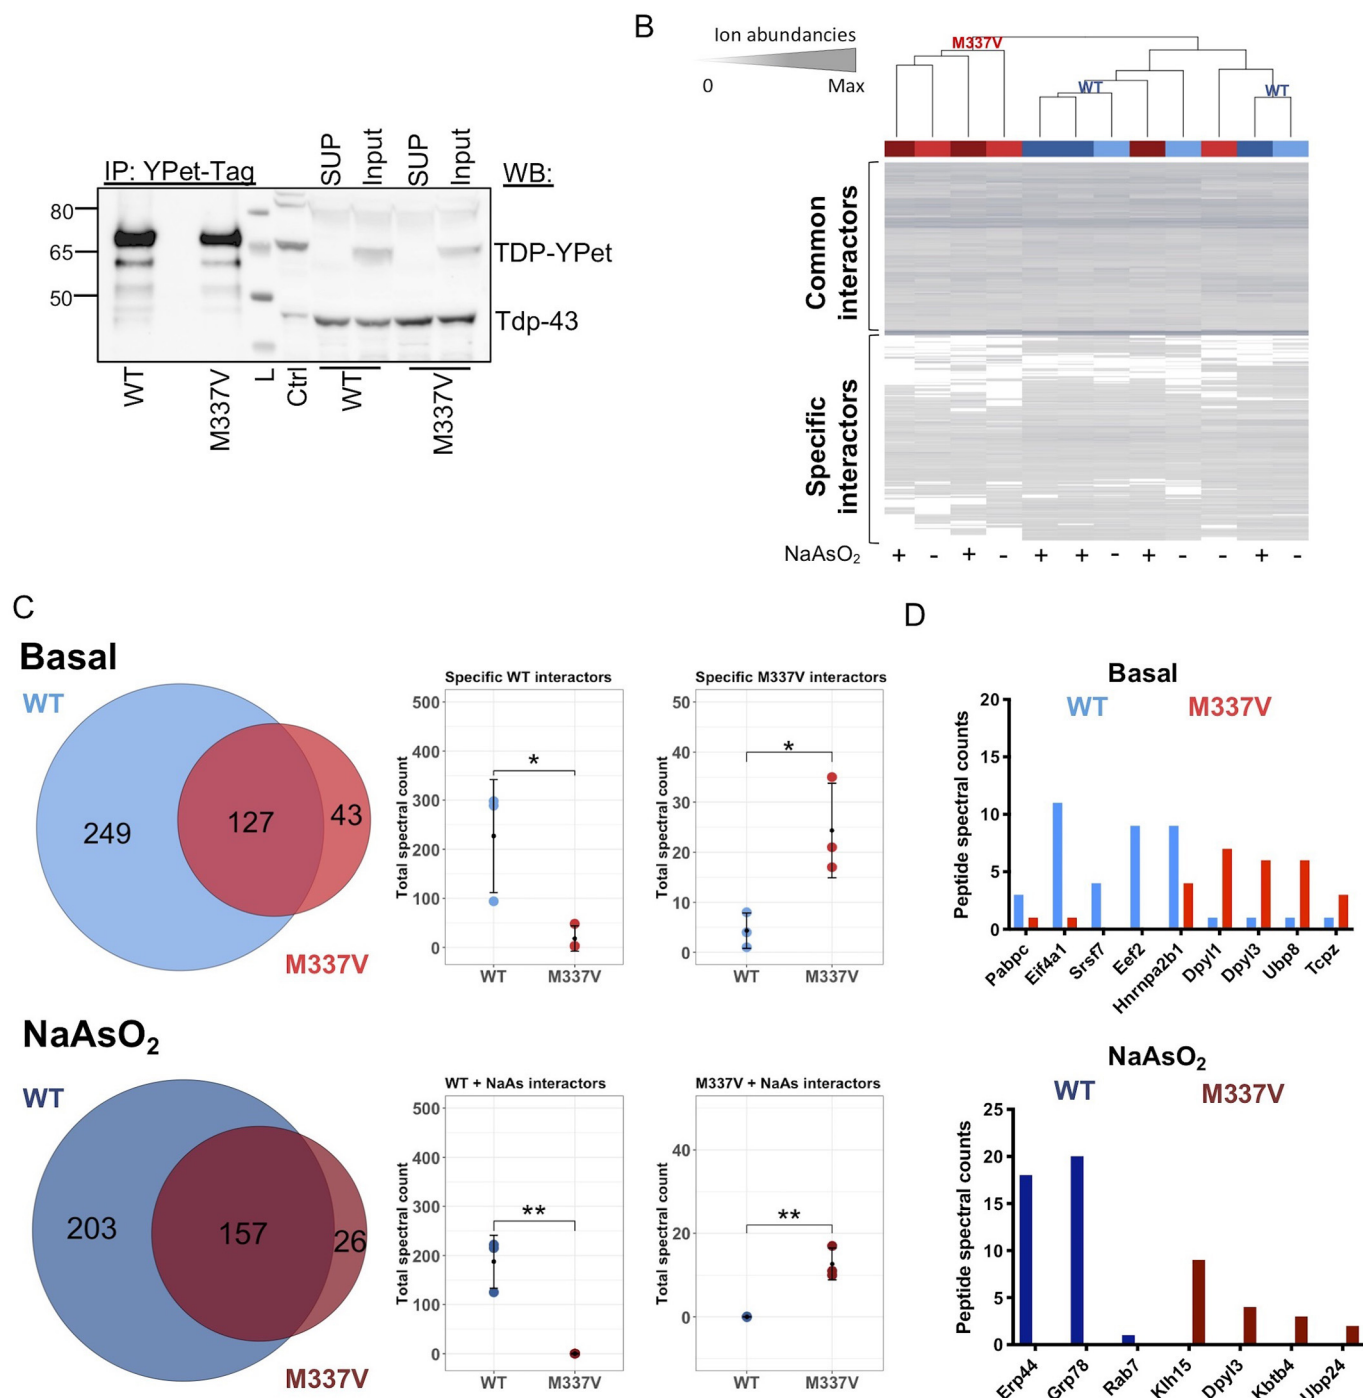 IP: YPet-Tag
SUP
Input
SUP
Input
WB:
80
65
50
TDP-YPet
Tdp-43
WT
M337V
L
Ctrl
WT
M337V
B
Ion abundancies
0
Max
M337V
WT
WT
Common
interactors
Specific
interactors
NaAsO2 + - + - + + - + - - + -
C
Basal
WT
249
127
43
M337V
Specific WT interactors
Total spectral count
500
400
300
200
100
0
*
WT M337V
Specific M337V interactors
Total spectral count
50
40
30
20
10
0
*
WT M337V
NaAsO2
WT
203
157
26
M337V
WT + NaAs interactors
Total spectral count
500
400
300
200
100
0
**
WT M337V
M337V + NaAs interactors
Total spectral count
40
20
0
**
WT M337V
D
Basal
WT M337V
Peptide spectral counts
20
15
10
5
0
Pabpc
Eif4a1
Srsf7
Eef2
Hnrnpa2b1
Dpyl1
Dpyl3
Ubp8
Tcpz
NaAsO2
WT M337V
Peptide spectral counts
25
20
15
10
5
0
Erp44
Grp78
Rab7
Klh15
Dpyl3
Kbtb4
Ubp24